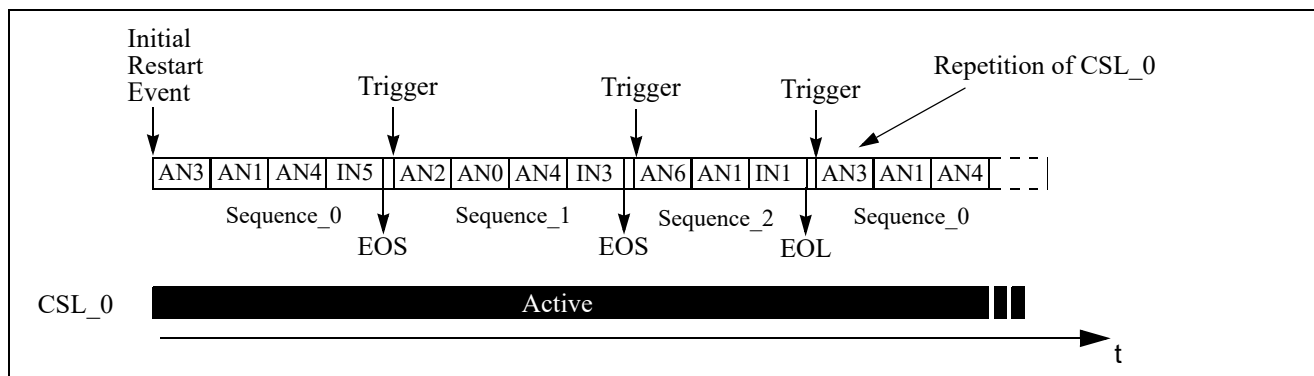 Initial
Restart
Event
Trigger
Trigger
Trigger
Repetition of CSL_0
AN3 AN1 AN4 IN5 AN2 AN0 AN4 IN3 AN6 AN1 IN1 AN3 AN1 AN4
Sequence_0 Sequence_1 Sequence_2 Sequence_0
EOS EOS EOL
CSL_0 Active
t